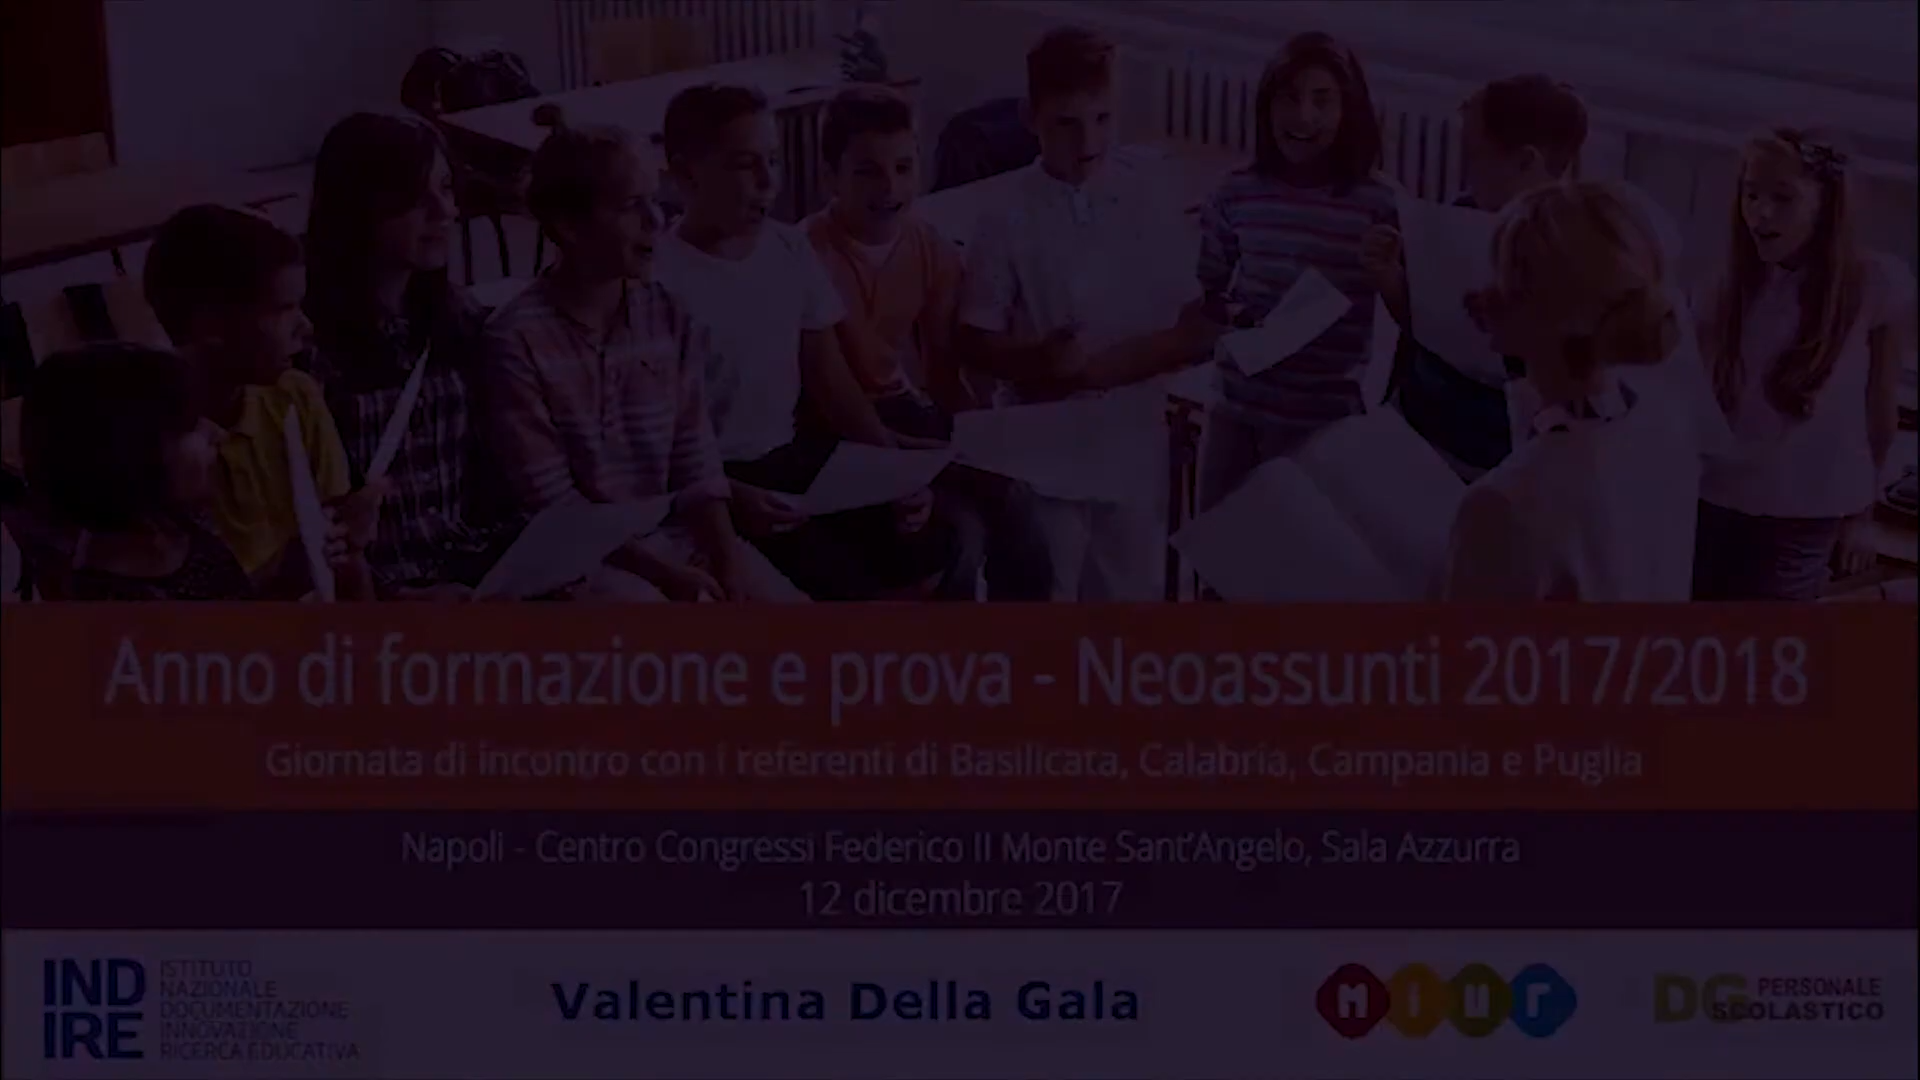 Anno di formazione e prova - Neoassunti 2017/2018
Giornata di incontro con i referenti di Basilicata, Calabria, Campania e Puglia
Napoli - Centro Congressi Federico II Monte Sant'Angelo, Sala Azzurra
12 dicembre 2017
IND
IRE
ISTITUTO
NAZIONALE
DOCUMENTAZIONE
INNOVAZIONE
RICERCA EDUCATIVA
Valentina Della Gala
MIUr
DG PERSONALE
SCOLASTICO